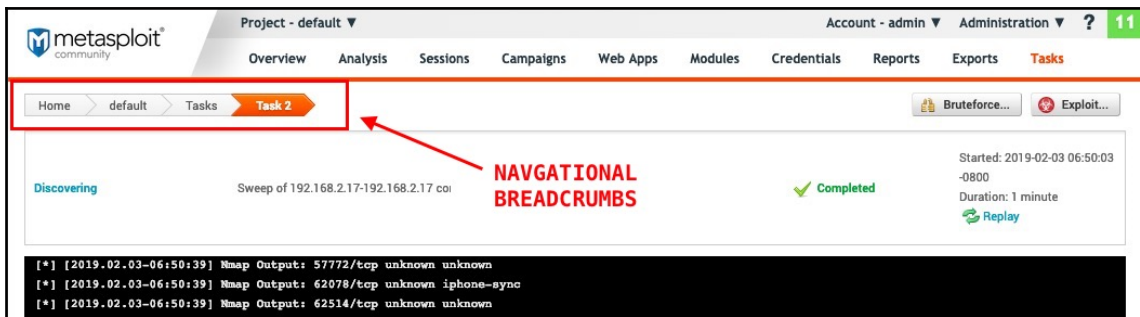 Project - default ▼
Account - admin ▼ Administration ▼ ? 11
metasploit®
community
Overview Analysis Sessions Campaigns Web Apps Modules Credentials Reports Exports Tasks
Home default Tasks Task 2
Bruteforce... Exploit...
NAVGATIONAL
BREADCRUMBS
Discovering
Sweep of 192.168.2.17-192.168.2.17
Completed
Started: 2019-02-03 06:50:03
-0800
Duration: 1 minute
Replay
[*] [2019.02.03-06:50:39] Nmap Output: 57772/tcp unknown unknown
[*] [2019.02.03-06:50:39] Nmap Output: 62078/tcp unknown iphone-sync
[*] [2019.02.03-06:50:39] Nmap Output: 62514/tcp unknown unknown